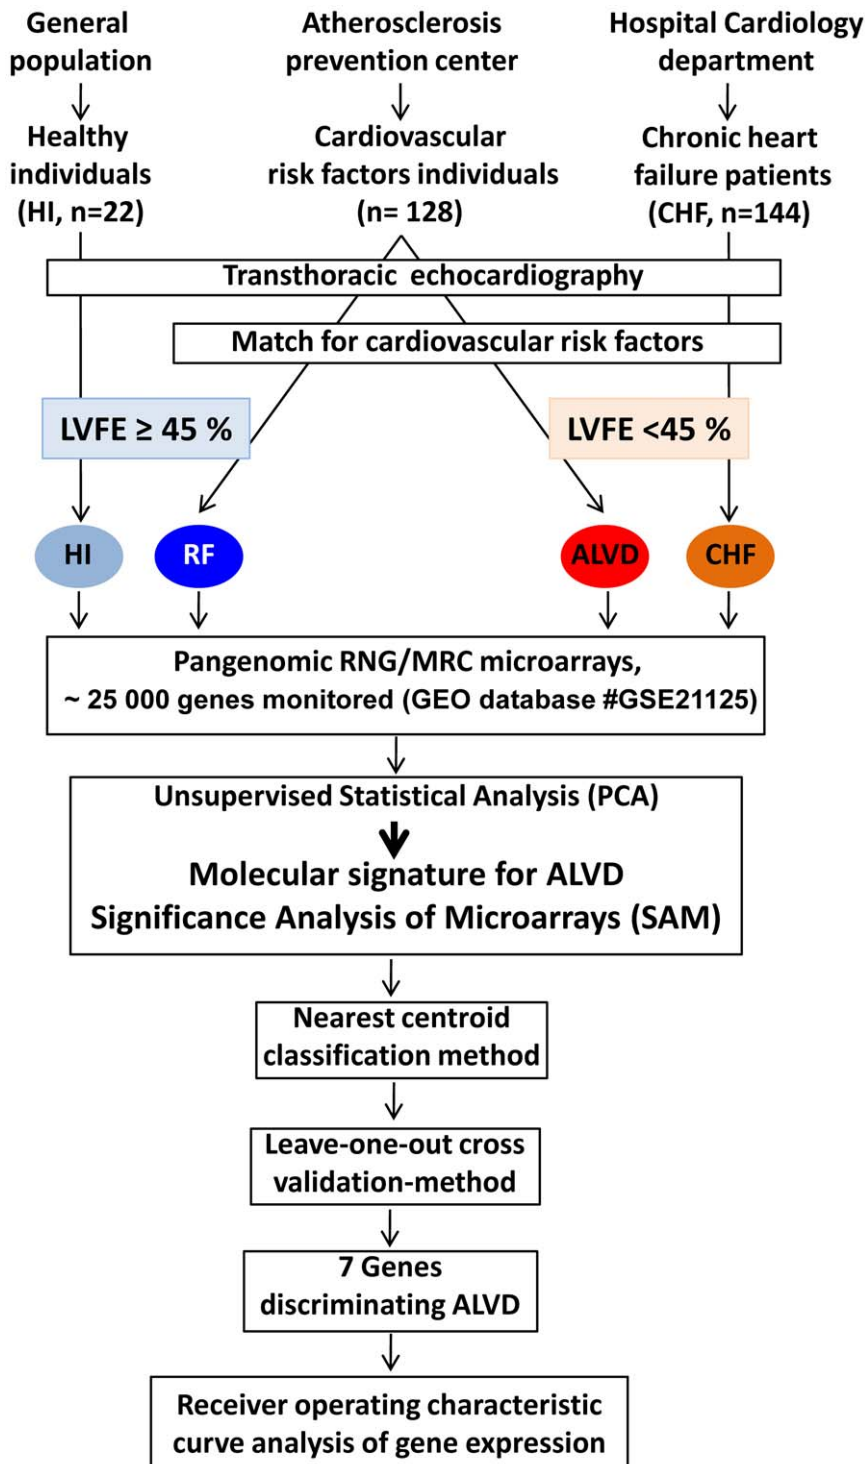 General
population
Atherosclerosis
prevention center
Hospital Cardiology
department
Healthy
individuals
(HI, n=22)
Cardiovascular
risk factors individuals
(n= 128)
Chronic heart
failure patients
(CHF, n=144)
Transthoracic echocardiography
Match for cardiovascular risk factors
LVFE ≥ 45 %
LVFE <45 %
HI
RF
ALVD
CHF
Pangenomic RNG/MRC microarrays,
~ 25 000 genes monitored (GEO database #GSE21125)
Unsupervised Statistical Analysis (PCA)
Molecular signature for ALVD
Significance Analysis of Microarrays (SAM)
Nearest centroid
classification method
Leave-one-out cross
validation-method
7 Genes
discriminating ALVD
Receiver operating characteristic
curve analysis of gene expression